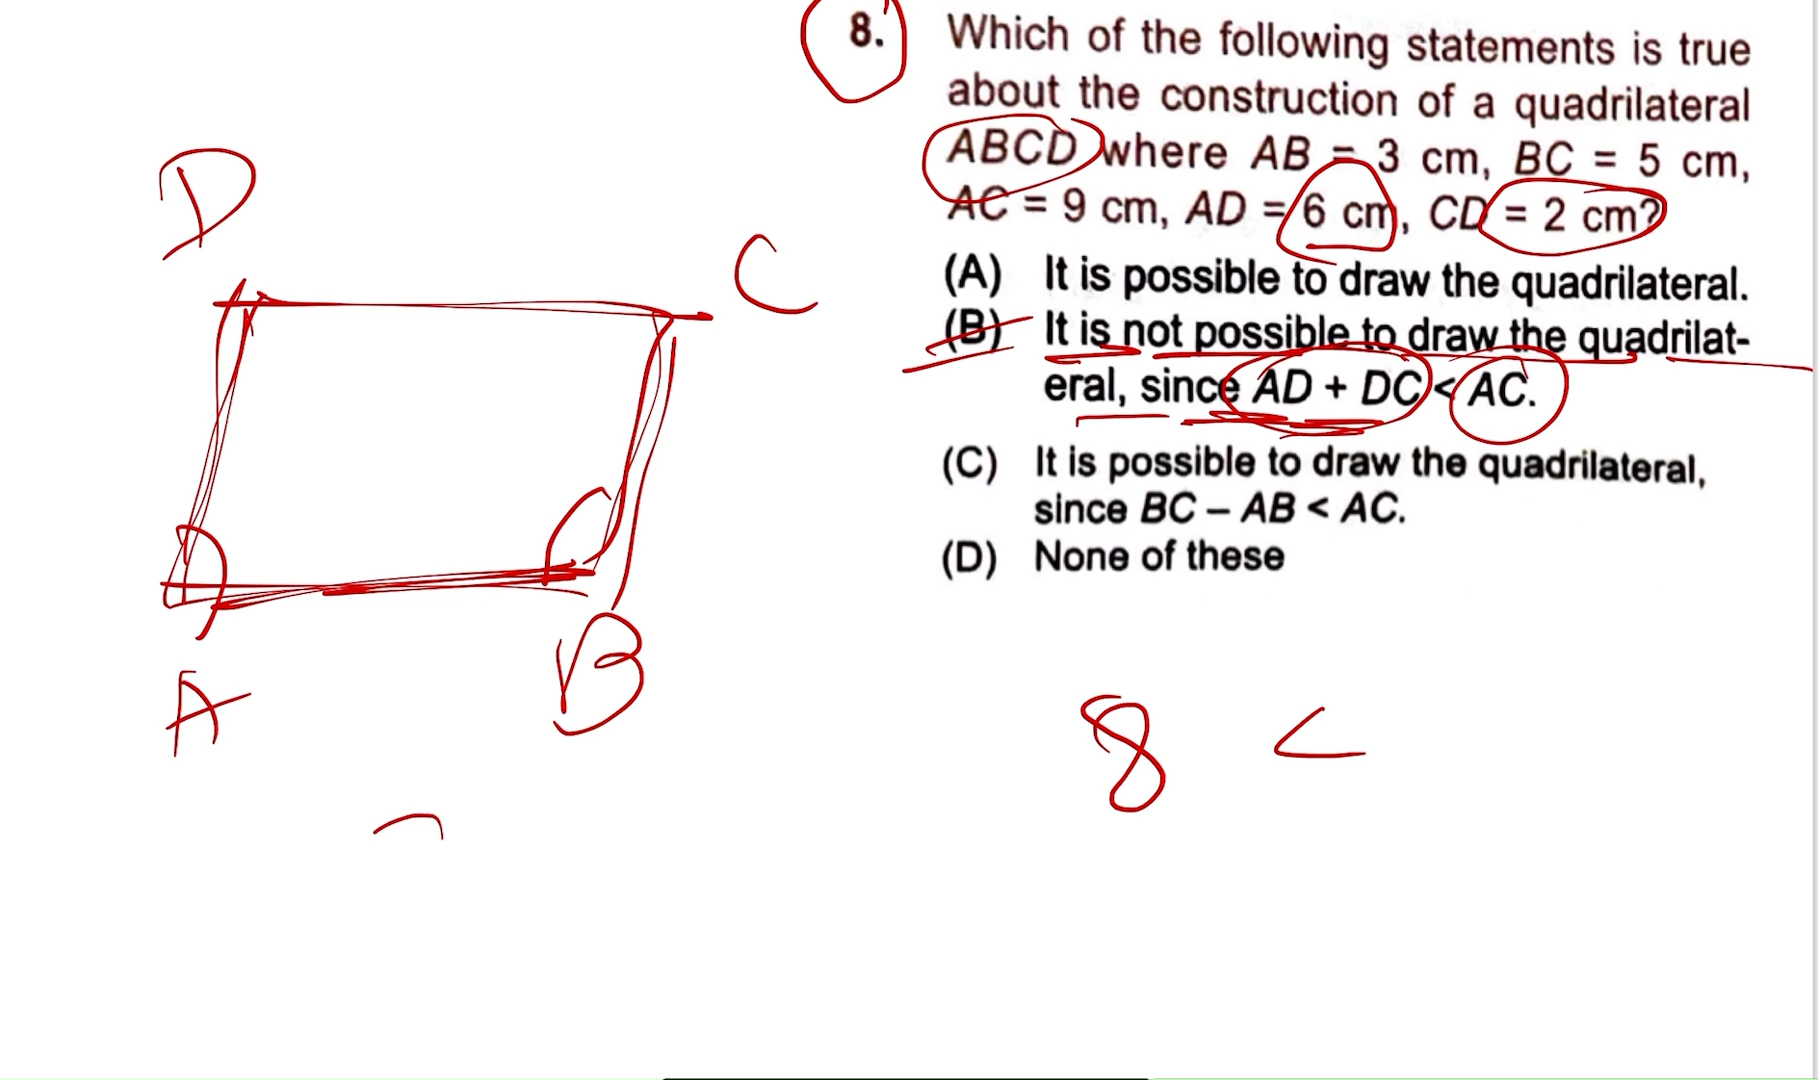 8. Which of the following statements is true
about the construction of a quadrilateral
ABCD where AB = 3 cm, BC = 5 cm,
AC = 9 cm, AD = 6 cm, CD = 2 cm?
(A) It is possible to draw the quadrilateral.
(B) It is not possible to draw the quadrilat-
eral, since AD + DC < AC.
(C) It is possible to draw the quadrilateral,
since BC – AB < AC.
(D) None of these
D
C
A
B
8 <